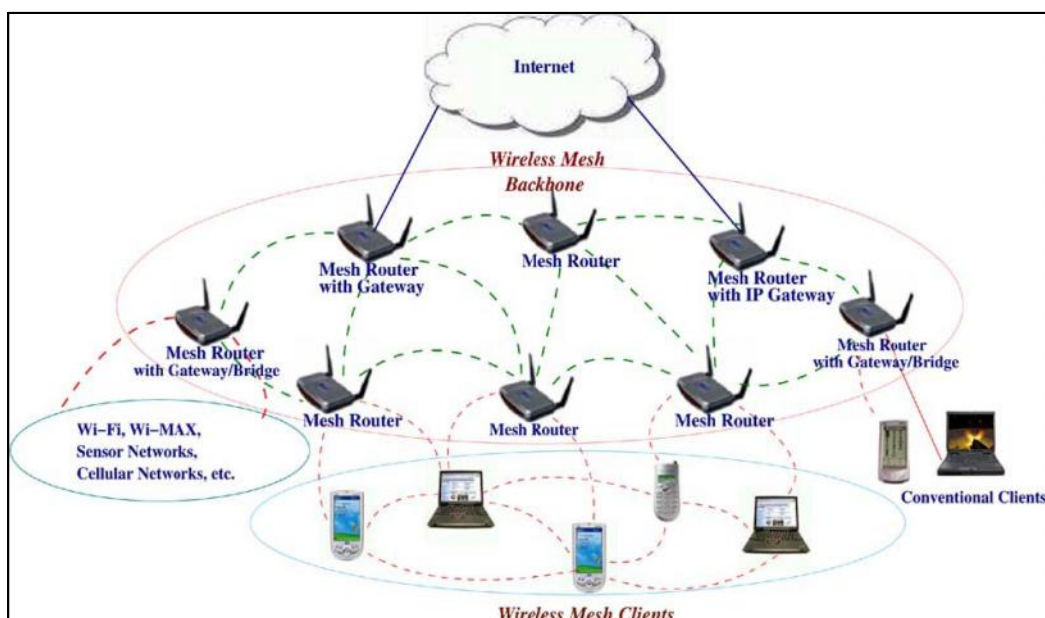 Internet
Wireless Mesh
Backbone
Mesh Router
with Gateway
Mesh Router
Mesh Router
with IP Gateway
Mesh Router
with Gateway/Bridge
Mesh Router
with Gateway/Bridge
Mesh Router
Mesh Router
Mesh Router
Wi-Fi, Wi-MAX,
Sensor Networks,
Cellular Networks, etc.
Conventional Clients
Wireless Mesh Clients